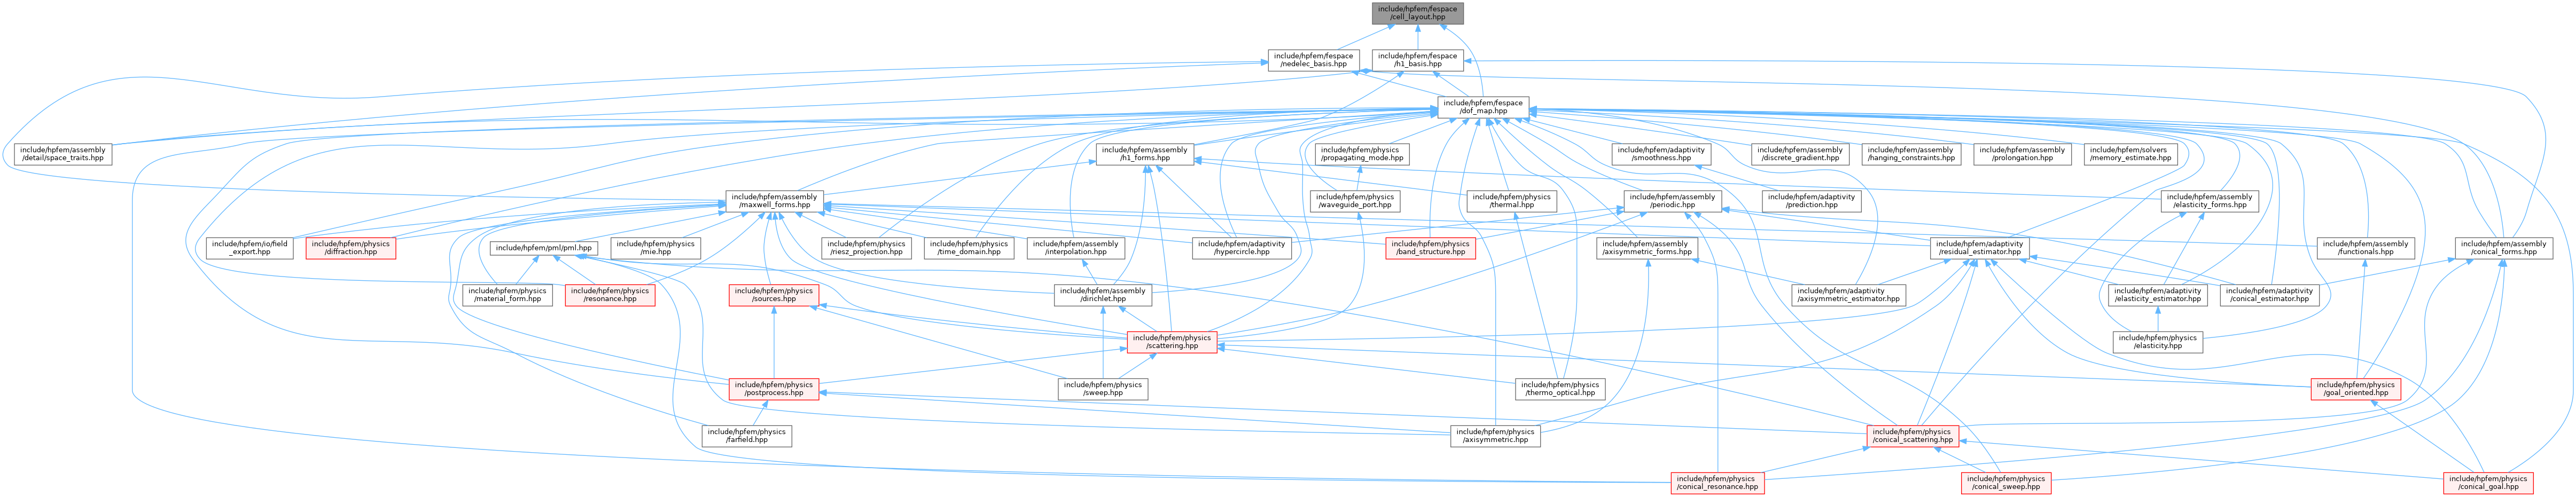 include/hpfem/fespace
/cell_layout.hpp
include/hpfem/fespace
/nedelec_basis.hpp
include/hpfem/fespace
/h1_basis.hpp
include/hpfem/fespace
/dof_map.hpp
include/hpfem/assembly
/detail/space_traits.hpp
include/hpfem/assembly
/h1_forms.hpp
include/hpfem/physics
/propagating_mode.hpp
include/hpfem/adaptivity
/smoothness.hpp
include/hpfem/assembly
/discrete_gradient.hpp
include/hpfem/assembly
/hanging_constraints.hpp
include/hpfem/assembly
/prolongation.hpp
include/hpfem/solvers
/memory_estimate.hpp
include/hpfem/assembly
/maxwell_forms.hpp
include/hpfem/physics
/waveguide_port.hpp
include/hpfem/physics
/thermal.hpp
include/hpfem/assembly
/periodic.hpp
include/hpfem/adaptivity
/prediction.hpp
include/hpfem/assembly
/elasticity_forms.hpp
include/hpfem/io/field
_export.hpp
include/hpfem/physics
/diffraction.hpp
include/hpfem/pml/pml.hpp
include/hpfem/physics
/mie.hpp
include/hpfem/physics
/riesz_projection.hpp
include/hpfem/physics
/time_domain.hpp
include/hpfem/assembly
/interpolation.hpp
include/hpfem/adaptivity
/hypercircle.hpp
include/hpfem/physics
/band_structure.hpp
include/hpfem/assembly
/axisymmetric_forms.hpp
include/hpfem/adaptivity
/residual_estimator.hpp
include/hpfem/assembly
/functionals.hpp
include/hpfem/assembly
/conical_forms.hpp
include/hpfem/physics
/material_form.hpp
include/hpfem/physics
/resonance.hpp
include/hpfem/physics
/sources.hpp
include/hpfem/assembly
/dirichlet.hpp
include/hpfem/adaptivity
/axisymmetric_estimator.hpp
include/hpfem/adaptivity
/elasticity_estimator.hpp
include/hpfem/adaptivity
/conical_estimator.hpp
include/hpfem/physics
/scattering.hpp
include/hpfem/physics
/elasticity.hpp
include/hpfem/physics
/postprocess.hpp
include/hpfem/physics
/sweep.hpp
include/hpfem/physics
/thermo_optical.hpp
include/hpfem/physics
/goal_oriented.hpp
include/hpfem/physics
/farfield.hpp
include/hpfem/physics
/axisymmetric.hpp
include/hpfem/physics
/conical_scattering.hpp
include/hpfem/physics
/conical_resonance.hpp
include/hpfem/physics
/conical_sweep.hpp
include/hpfem/physics
/conical_goal.hpp